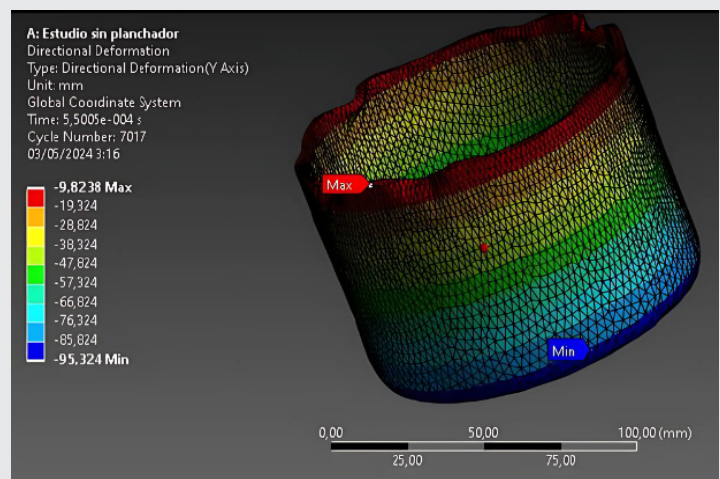 A: Estudio sin planchador
Directional Deformation
Type: Directional Deformation(Y Axis)
Unit: mm
Global Coordinate System
Time: 5,5005e-004 s
Cycle Number: 7017
03/05/2024 3:16
-9,8238 Max
-19,324
-28,824
-38,324
-47,824
-57,324
-66,824
-76,324
-85,824
-95,324 Min
Max
Min
0,00 50,00 100,00 (mm)
25,00 75,00